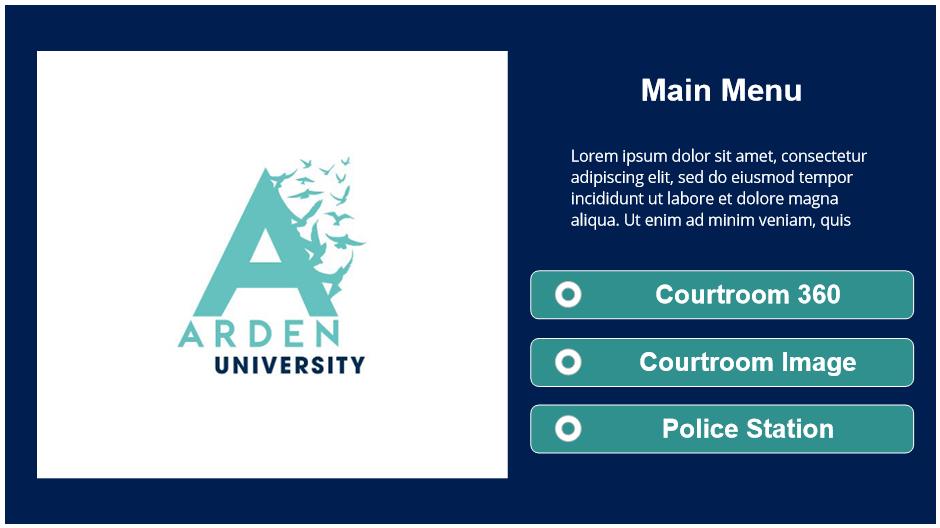 ARDEN
UNIVERSITY
Main Menu
Lorem ipsum dolor sit amet, consectetur
adipiscing elit, sed do eiusmod tempor
incididunt ut labore et dolore magna
aliqua. Ut enim ad minim veniam, quis
Courtroom 360
Courtroom Image
Police Station